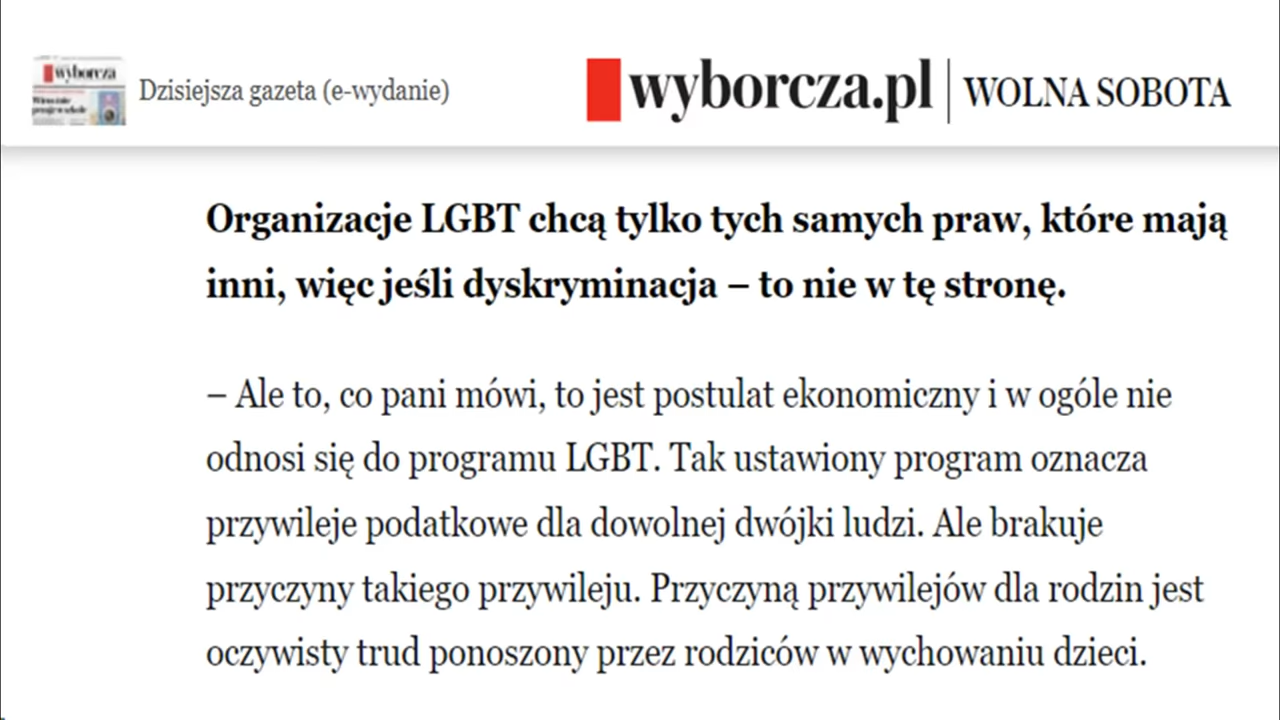 wyborcza
Dzisiejsza gazeta (e-wydanie)
wyborcza.pl
WOLNA SOBOTA
Organizacje LGBT chcą tylko tych samych praw, które mają
inni, więc jeśli dyskryminacja – to nie w tę stronę.
– Ale to, co pani mówi, to jest postulat ekonomiczny i w ogóle nie
odnosi się do programu LGBT. Tak ustawiony program oznacza
przywileje podatkowe dla dowolnej dwójki ludzi. Ale brakuje
przyczyny takiego przywileju. Przyczyną przywilejów dla rodzin jest
oczywisty trud ponoszony przez rodziców w wychowaniu dzieci.